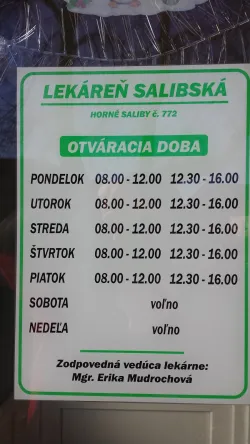 LEKÁREŇ SALIBSKÁ
HORNÉ SALIBY č. 772
OTVÁRACIA DOBA
PONDELOK 08.00 - 12.00 12.30 - 16.00
UTOROK 08.00 - 12.00 12.30 - 16.00
STREDA 08.00 - 12.00 12.30 - 16.00
ŠTVRTOK 08.00 - 12.00 12.30 - 16.00
PIATOK 08.00 - 12.00 12.30 - 16.00
SOBOTA voľno
NEDEĽA voľno
Zodpovedná vedúca lekárne:
Mgr. Erika Mudrochová